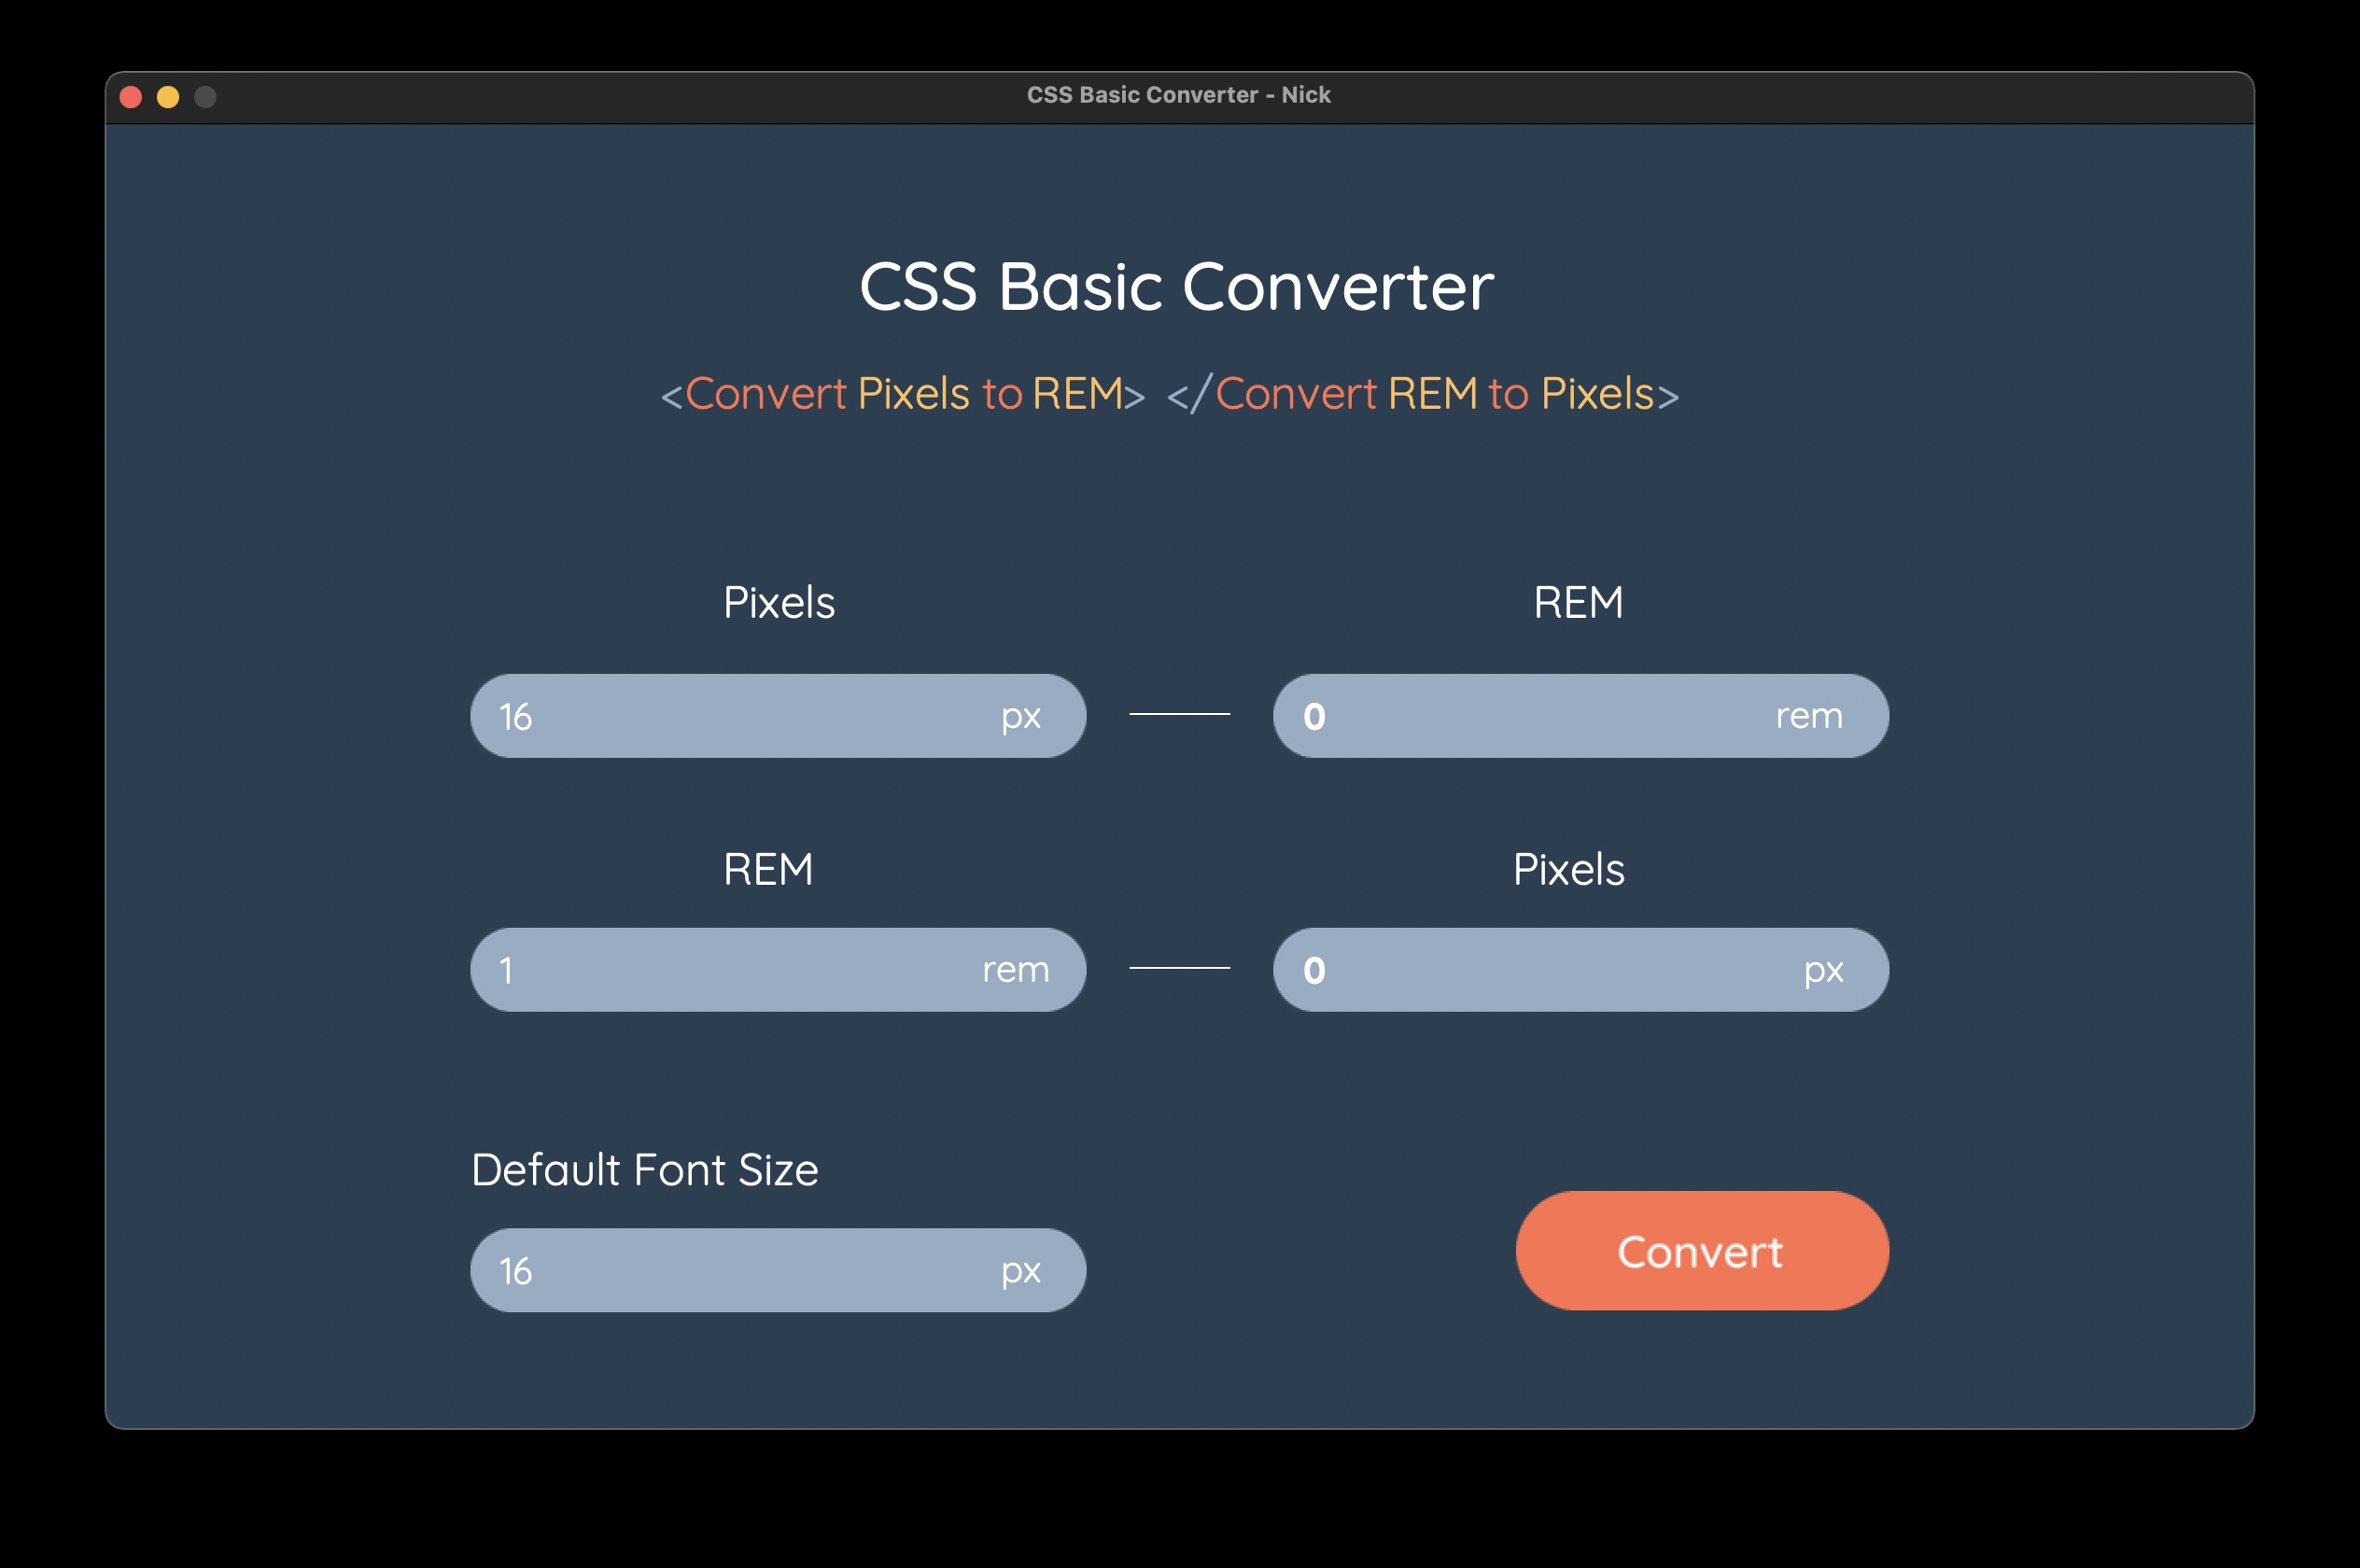 CSS Basic Converter - Nick
CSS Basic Converter
<Convert Pixels to REM> </Convert REM to Pixels>
Pixels REM
16 px 0 rem
REM Pixels
1 rem 0 px
Default Font Size
16 px
Convert